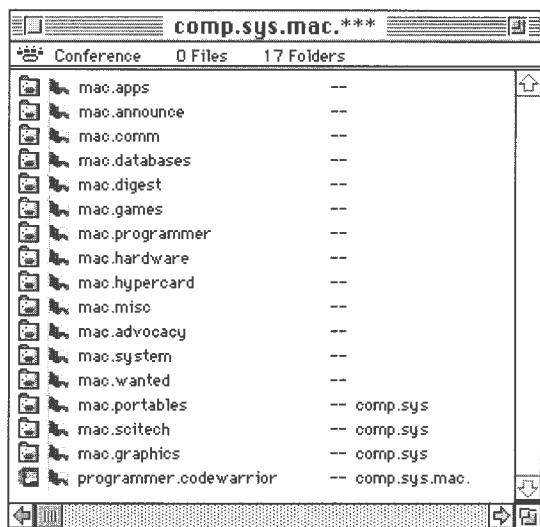 comp.sys.mac.***
Conference 0 Files 17 Folders
mac.apps --
mac.announce --
mac.comm --
mac.databases --
mac.digest --
mac.games --
mac.programmer --
mac.hardware --
mac.hypercard --
mac.misc --
mac.advocacy --
mac.system --
mac.wanted --
mac.portables -- comp.sys
mac.scitech -- comp.sys
mac.graphics -- comp.sys
programmer.codewarrior -- comp.sys.mac.